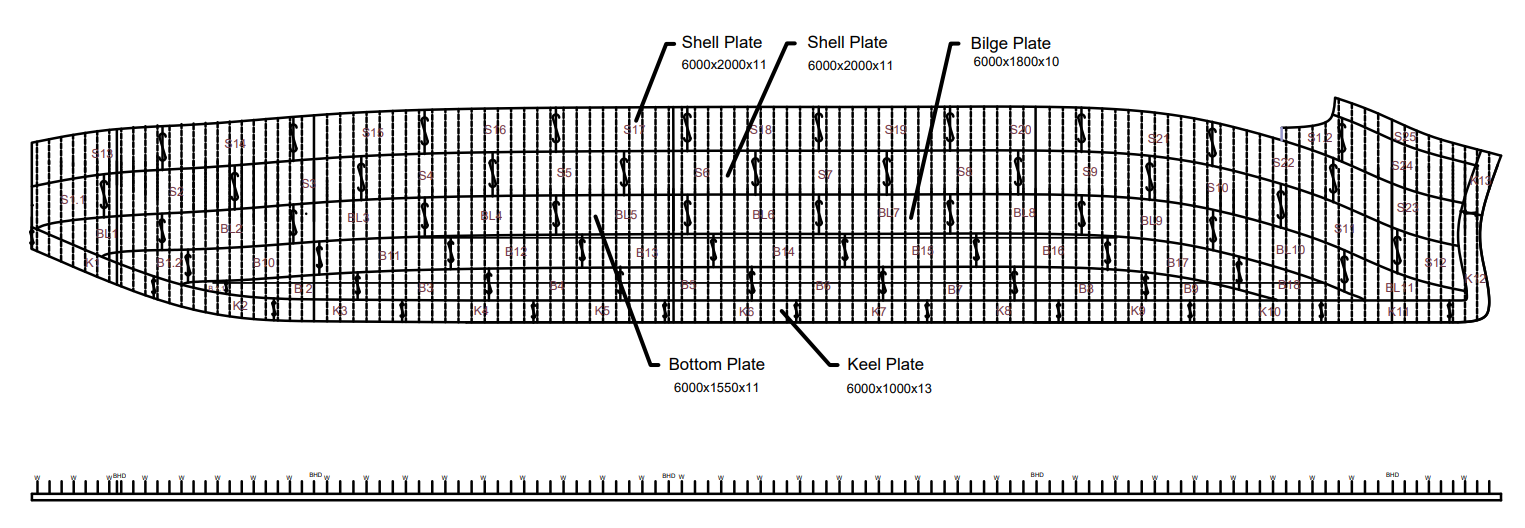 Shell Plate
6000x2000x11
Shell Plate
6000x2000x11
Bilge Plate
6000x1800x10
S13
S14
S15
S16
S17
S18
S19
S20
S21
S22
S1.2
S25
S1.1
S2
S3
S4
S5
S6
S7
S8
S9
S10
S24
K13
BL1
BL2
BL3
BL4
BL5
BL6
BL7
BL8
BL9
BL10
S11
S23
B1.2
B10
B11
B12
B13
B14
B15
B16
B17
B18
BL11
S12
K12
B2
B3
B4
B5
B6
B7
B8
B9
K2
K3
K4
K5
K6
K7
K8
K9
K10
K11
Bottom Plate
6000x1550x11
Keel Plate
6000x1000x13
W W W BHD W W W W BHD W W W W W W W W W BHD W W W W W W W W W BHD W W W W W W W W W BHD W W